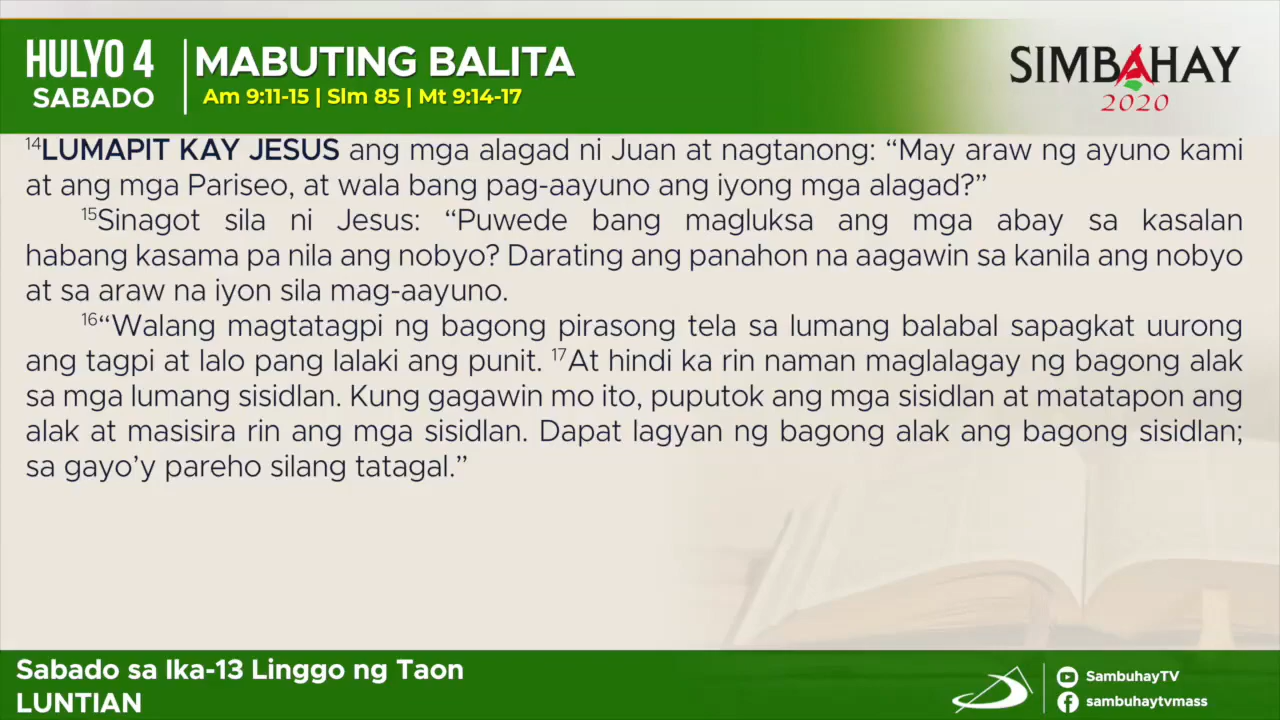 HULYO 4
SABADO
MABUTING BALITA
Am 9:11-15 | Slm 85 | Mt 9:14-17
SIMBAHAY
2020
14LUMAPIT KAY JESUS ang mga alagad ni Juan at nagtanong: “May araw ng ayuno kami
at ang mga Pariseo, at wala bang pag-aayuno ang iyong mga alagad?”
15Sinagot sila ni Jesus: “Puwede bang magluksa ang mga abay sa kasalan
habang kasama pa nila ang nobyo? Darating ang panahon na aagawin sa kanila ang nobyo
at sa araw na iyon sila mag-aayuno.
16“Walang magtatagpi ng bagong pirasong tela sa lumang balabal sapagkat uurong
ang tagpi at lalo pang lalaki ang punit. 17At hindi ka rin naman maglalagay ng bagong alak
sa mga lumang sisidlan. Kung gagawin mo ito, puputok ang mga sisidlan at matatapon ang
alak at masisira rin ang mga sisidlan. Dapat lagyan ng bagong alak ang bagong sisidlan;
sa gayo’y pareho silang tatagal.”
Sabado sa Ika-13 Linggo ng Taon
LUNTIAN
SambuhayTV
sambuhaytvmass